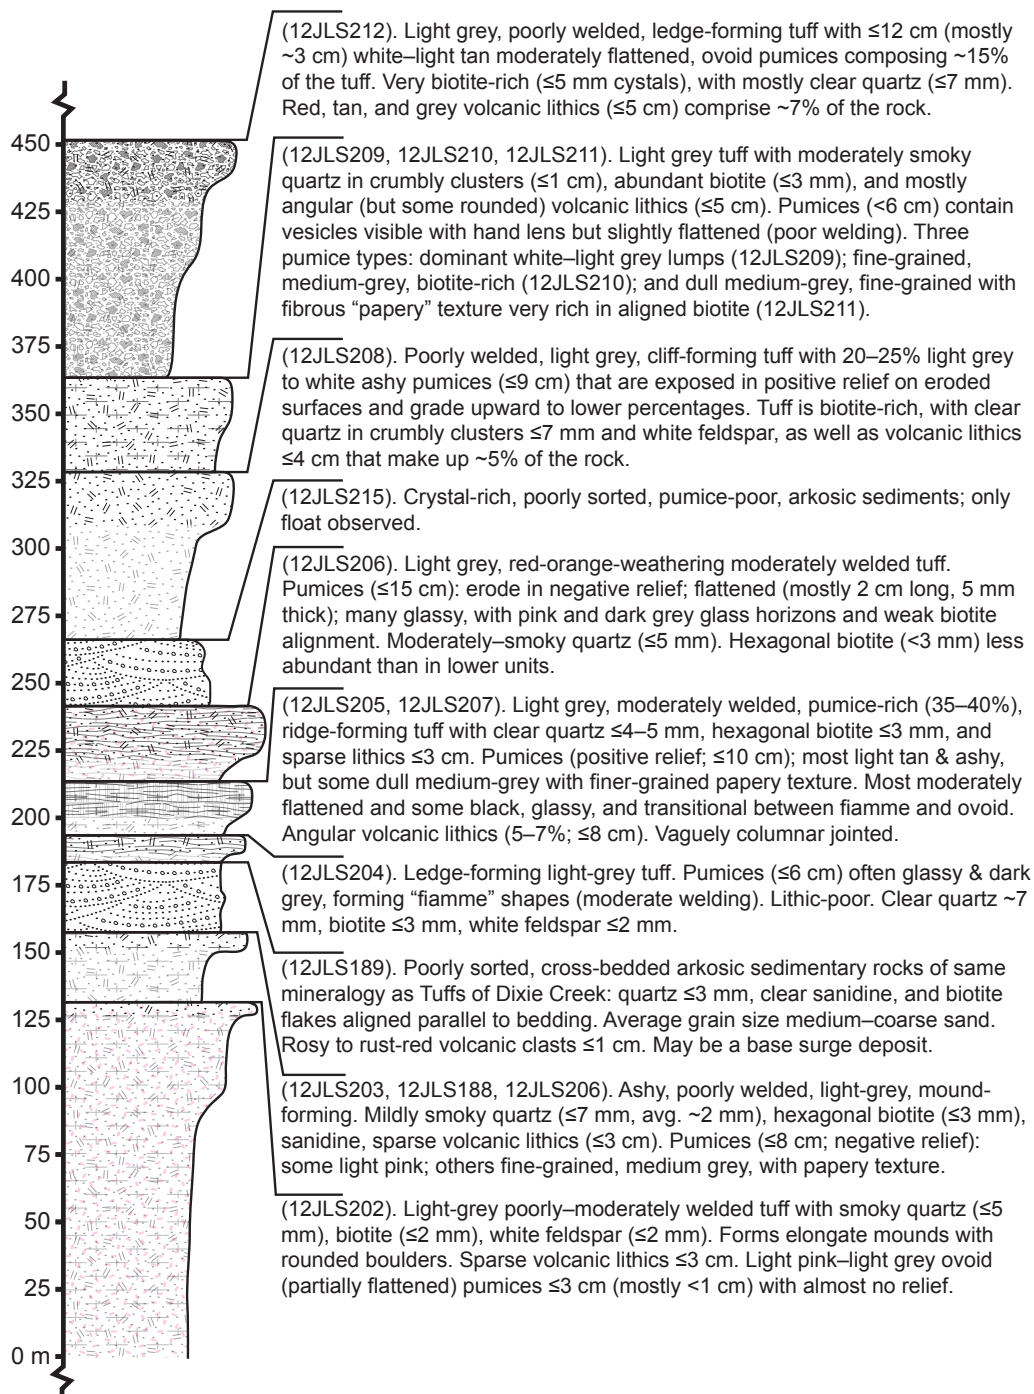 (12JLS212). Light grey, poorly welded, ledge-forming tuff with ≤12 cm (mostly
~3 cm) white–light tan moderately flattened, ovoid pumices composing ~15%
of the tuff. Very biotite-rich (≤5 mm cystals), with mostly clear quartz (≤7 mm).
Red, tan, and grey volcanic lithics (≤5 cm) comprise ~7% of the rock.
(12JLS209, 12JLS210, 12JLS211). Light grey tuff with moderately smoky
quartz in crumbly clusters (≤1 cm), abundant biotite (≤3 mm), and mostly
angular (but some rounded) volcanic lithics (≤5 cm). Pumices (<6 cm) contain
vesicles visible with hand lens but slightly flattened (poor welding). Three
pumice types: dominant white–light grey lumps (12JLS209); fine-grained,
medium-grey, biotite-rich (12JLS210); and dull medium-grey, fine-grained with
fibrous “papery” texture very rich in aligned biotite (12JLS211).
(12JLS208). Poorly welded, light grey, cliff-forming tuff with 20–25% light grey
to white ashy pumices (≤9 cm) that are exposed in positive relief on eroded
surfaces and grade upward to lower percentages. Tuff is biotite-rich, with clear
quartz in crumbly clusters ≤7 mm and white feldspar, as well as volcanic lithics
≤4 cm that make up ~5% of the rock.
(12JLS215). Crystal-rich, poorly sorted, pumice-poor, arkosic sediments; only
float observed.
(12JLS206). Light grey, red-orange-weathering moderately welded tuff.
Pumices (≤15 cm): erode in negative relief; flattened (mostly 2 cm long, 5 mm
thick); many glassy, with pink and dark grey glass horizons and weak biotite
alignment. Moderately–smoky quartz (≤5 mm). Hexagonal biotite (<3 mm) less
abundant than in lower units.
(12JLS205, 12JLS207). Light grey, moderately welded, pumice-rich (35–40%),
ridge-forming tuff with clear quartz ≤4–5 mm, hexagonal biotite ≤3 mm, and
sparse lithics ≤3 cm. Pumices (positive relief; ≤10 cm); most light tan & ashy,
but some dull medium-grey with finer-grained papery texture. Most moderately
flattened and some black, glassy, and transitional between fiamme and ovoid.
Angular volcanic lithics (5–7%; ≤8 cm). Vaguely columnar jointed.
(12JLS204). Ledge-forming light-grey tuff. Pumices (≤6 cm) often glassy & dark
grey, forming “fiamme” shapes (moderate welding). Lithic-poor. Clear quartz ~7
mm, biotite ≤3 mm, white feldspar ≤2 mm.
(12JLS189). Poorly sorted, cross-bedded arkosic sedimentary rocks of same
mineralogy as Tuffs of Dixie Creek: quartz ≤3 mm, clear sanidine, and biotite
flakes aligned parallel to bedding. Average grain size medium–coarse sand.
Rosy to rust-red volcanic clasts ≤1 cm. May be a base surge deposit.
(12JLS203, 12JLS188, 12JLS206). Ashy, poorly welded, light-grey, mound-
forming. Mildly smoky quartz (≤7 mm, avg. ~2 mm), hexagonal biotite (≤3 mm),
sanidine, sparse volcanic lithics (≤3 cm). Pumices (≤8 cm; negative relief):
some light pink; others fine-grained, medium grey, with papery texture.
(12JLS202). Light-grey poorly–moderately welded tuff with smoky quartz (≤5
mm), biotite (≤2 mm), white feldspar (≤2 mm). Forms elongate mounds with
rounded boulders. Sparse volcanic lithics ≤3 cm. Light pink–light grey ovoid
(partially flattened) pumices ≤3 cm (mostly <1 cm) with almost no relief.
450
425
400
375
350
325
300
275
250
225
200
175
150
125
100
75
50
25
0 m